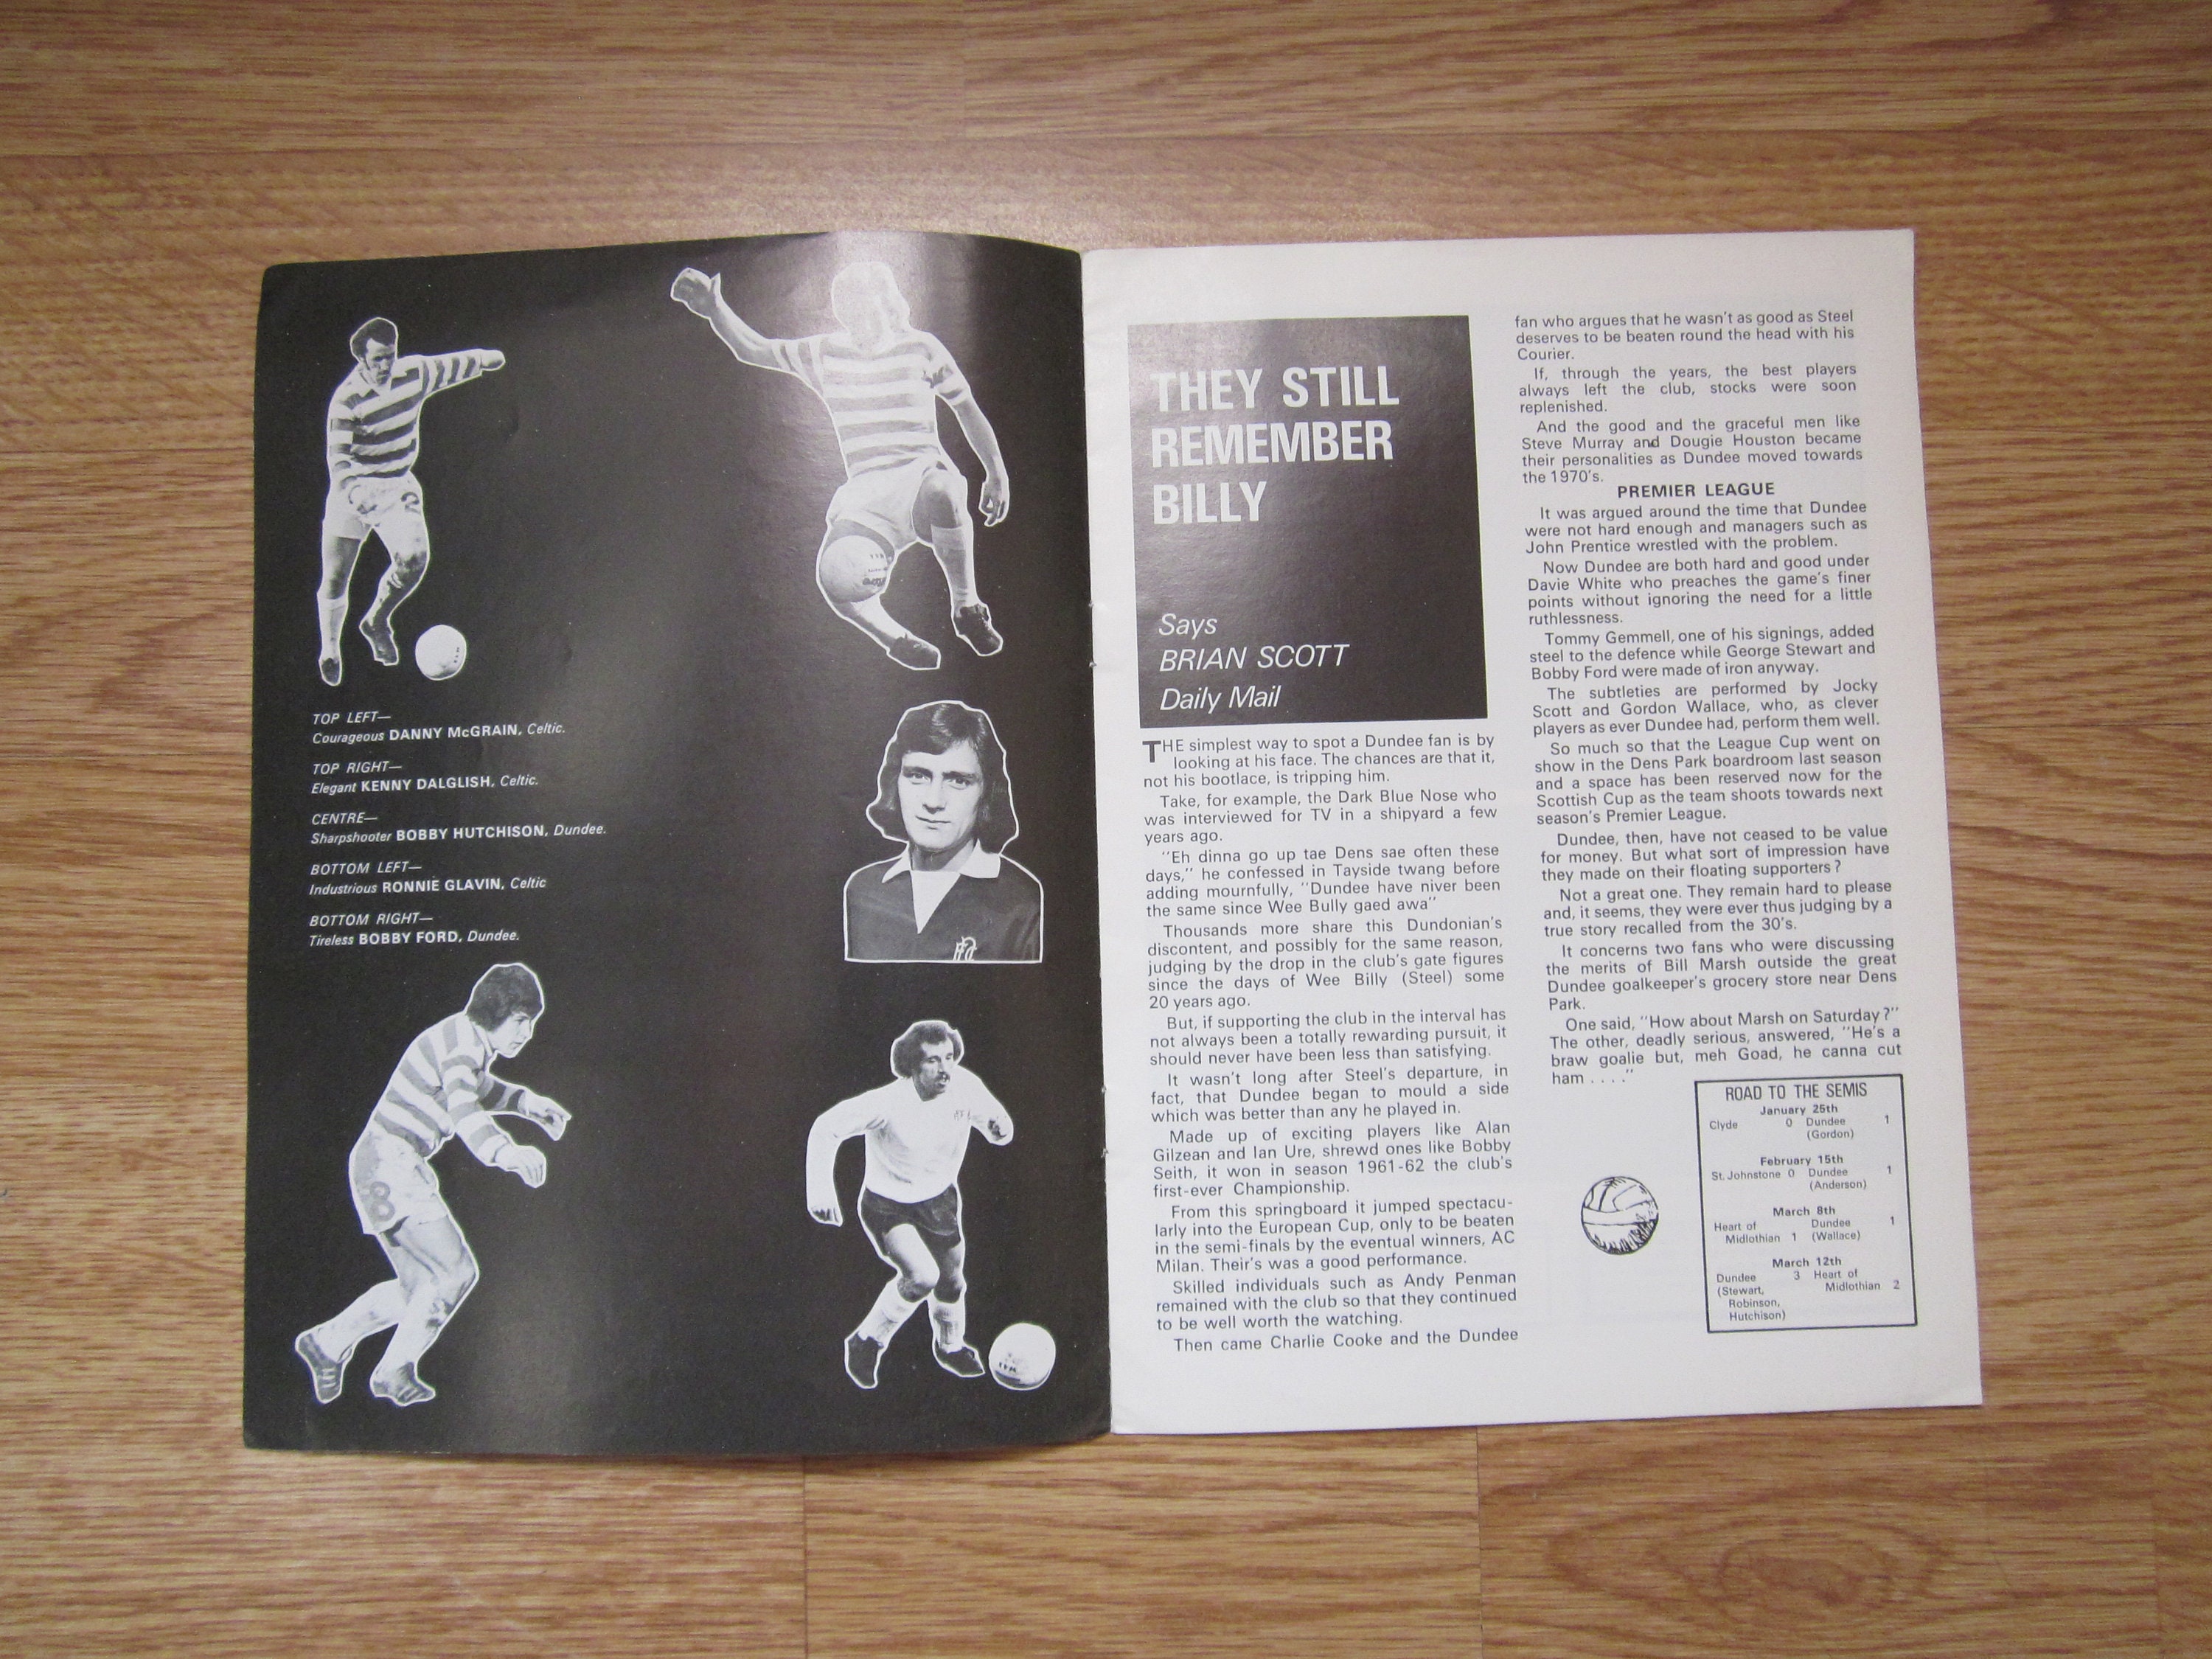 TOP LEFT—
Courageous DANNY McGRAIN, Celtic.
TOP RIGHT—
Elegant KENNY DALGLISH, Celtic.
CENTRE—
Sharpshooter BOBBY HUTCHISON, Dundee.
BOTTOM LEFT—
Industrious RONNIE GLAVIN, Celtic
BOTTOM RIGHT—
Tireless BOBBY FORD, Dundee.
2
8
THEY STILL
REMEMBER
BILLY
Says
BRIAN SCOTT
Daily Mail
THE simplest way to spot a Dundee fan is by
looking at his face. The chances are that it,
not his bootlace, is tripping him.
Take, for example, the Dark Blue Nose who
was interviewed for TV in a shipyard a few
years ago.
"Eh dinna go up tae Dens sae often these
days," he confessed in Tayside twang before
adding mournfully, "Dundee have niver been
the same since Wee Bully gaed awa"
Thousands more share this Dundonian's
discontent, and possibly for the same reason,
judging by the drop in the club's gate figures
since the days of Wee Billy (Steel) some
20 years ago.
But, if supporting the club in the interval has
not always been a totally rewarding pursuit, it
should never have been less than satisfying.
It wasn't long after Steel's departure, in
fact, that Dundee began to mould a side
which was better than any he played in.
Made up of exciting players like Alan
Gilzean and Ian Ure, shrewd ones like Bobby
Seith, it won in season 1961-62 the club's
first-ever Championship.
From this springboard it jumped spectacu-
larly into the European Cup, only to be beaten
in the semi-finals by the eventual winners, AC
Milan. Their's was a good performance.
Skilled individuals such as Andy Penman
remained with the club so that they continued
to be well worth the watching.
Then came Charlie Cooke and the Dundee
fan who argues that he wasn't as good as Steel
deserves to be beaten round the head with his
Courier.
If, through the years, the best players
always left the club, stocks were soon
replenished.
And the good and the graceful men like
Steve Murray and Dougie Houston became
their personalities as Dundee moved towards
the 1970's.
PREMIER LEAGUE
It was argued around the time that Dundee
were not hard enough and managers such as
John Prentice wrestled with the problem.
Now Dundee are both hard and good under
Davie White who preaches the game's finer
points without ignoring the need for a little
ruthlessness.
Tommy Gemmell, one of his signings, added
steel to the defence while George Stewart and
Bobby Ford were made of iron anyway.
The subtleties are performed by Jocky
Scott and Gordon Wallace, who, as clever
players as ever Dundee had, perform them well.
So much so that the League Cup went on
show in the Dens Park boardroom last season
and a space has been reserved now for the
Scottish Cup as the team shoots towards next
season's Premier League.
Dundee, then, have not ceased to be value
for money. But what sort of impression have
they made on their floating supporters?
Not a great one. They remain hard to please
and, it seems, they were ever thus judging by a
true story recalled from the 30's.
It concerns two fans who were discussing
the merits of Bill Marsh outside the great
Dundee goalkeeper's grocery store near Dens
Park.
One said, "How about Marsh on Saturday?"
The other, deadly serious, answered, "He's a
braw goalie but, meh Goad, he canna cut
ham . . . ."
ROAD TO THE SEMIS
January 25th
Clyde 0 Dundee 1
(Gordon)
February 15th
St. Johnstone 0 Dundee 1
(Anderson)
March 8th
Heart of Dundee 1
Midlothian 1 (Wallace)
March 12th
Dundee 3 Heart of
(Stewart, Midlothian 2
Robinson,
Hutchison)